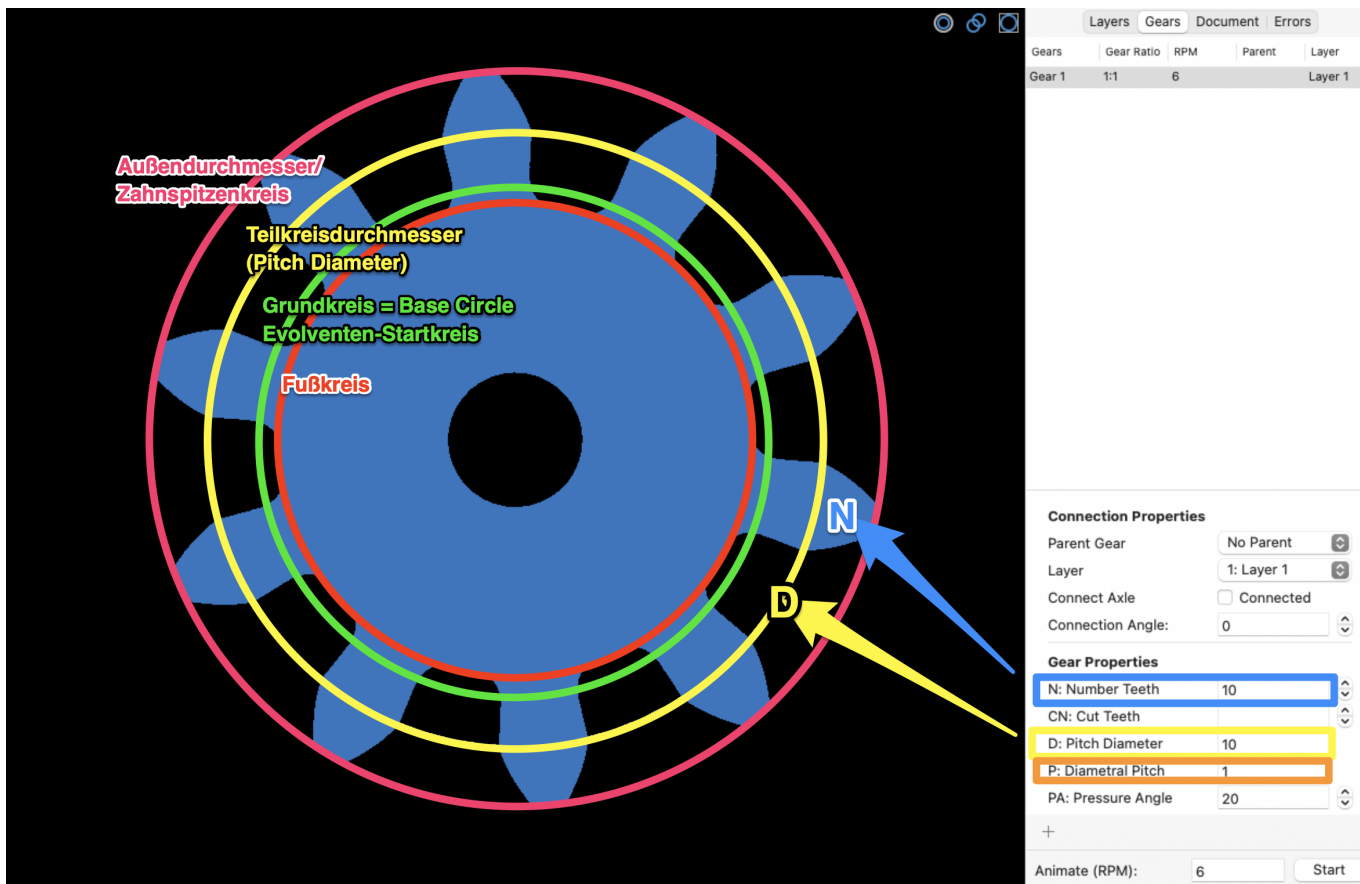 Layers Gears Document Errors
Gears Gear Ratio RPM Parent Layer
Gear 1 1:1 6 Layer 1
Außendurchmesser/
Zahnspitzenkreis
Teilkreisdurchmesser
(Pitch Diameter)
Grundkreis = Base Circle
Evolventen-Startkreis
Fußkreis
N
D
Connection Properties
Parent Gear No Parent
Layer 1: Layer 1
Connect Axle Connected
Connection Angle: 0
Gear Properties
N: Number Teeth 10
CN: Cut Teeth
D: Pitch Diameter 10
P: Diametral Pitch 1
PA: Pressure Angle 20
+
Animate (RPM): 6 Start